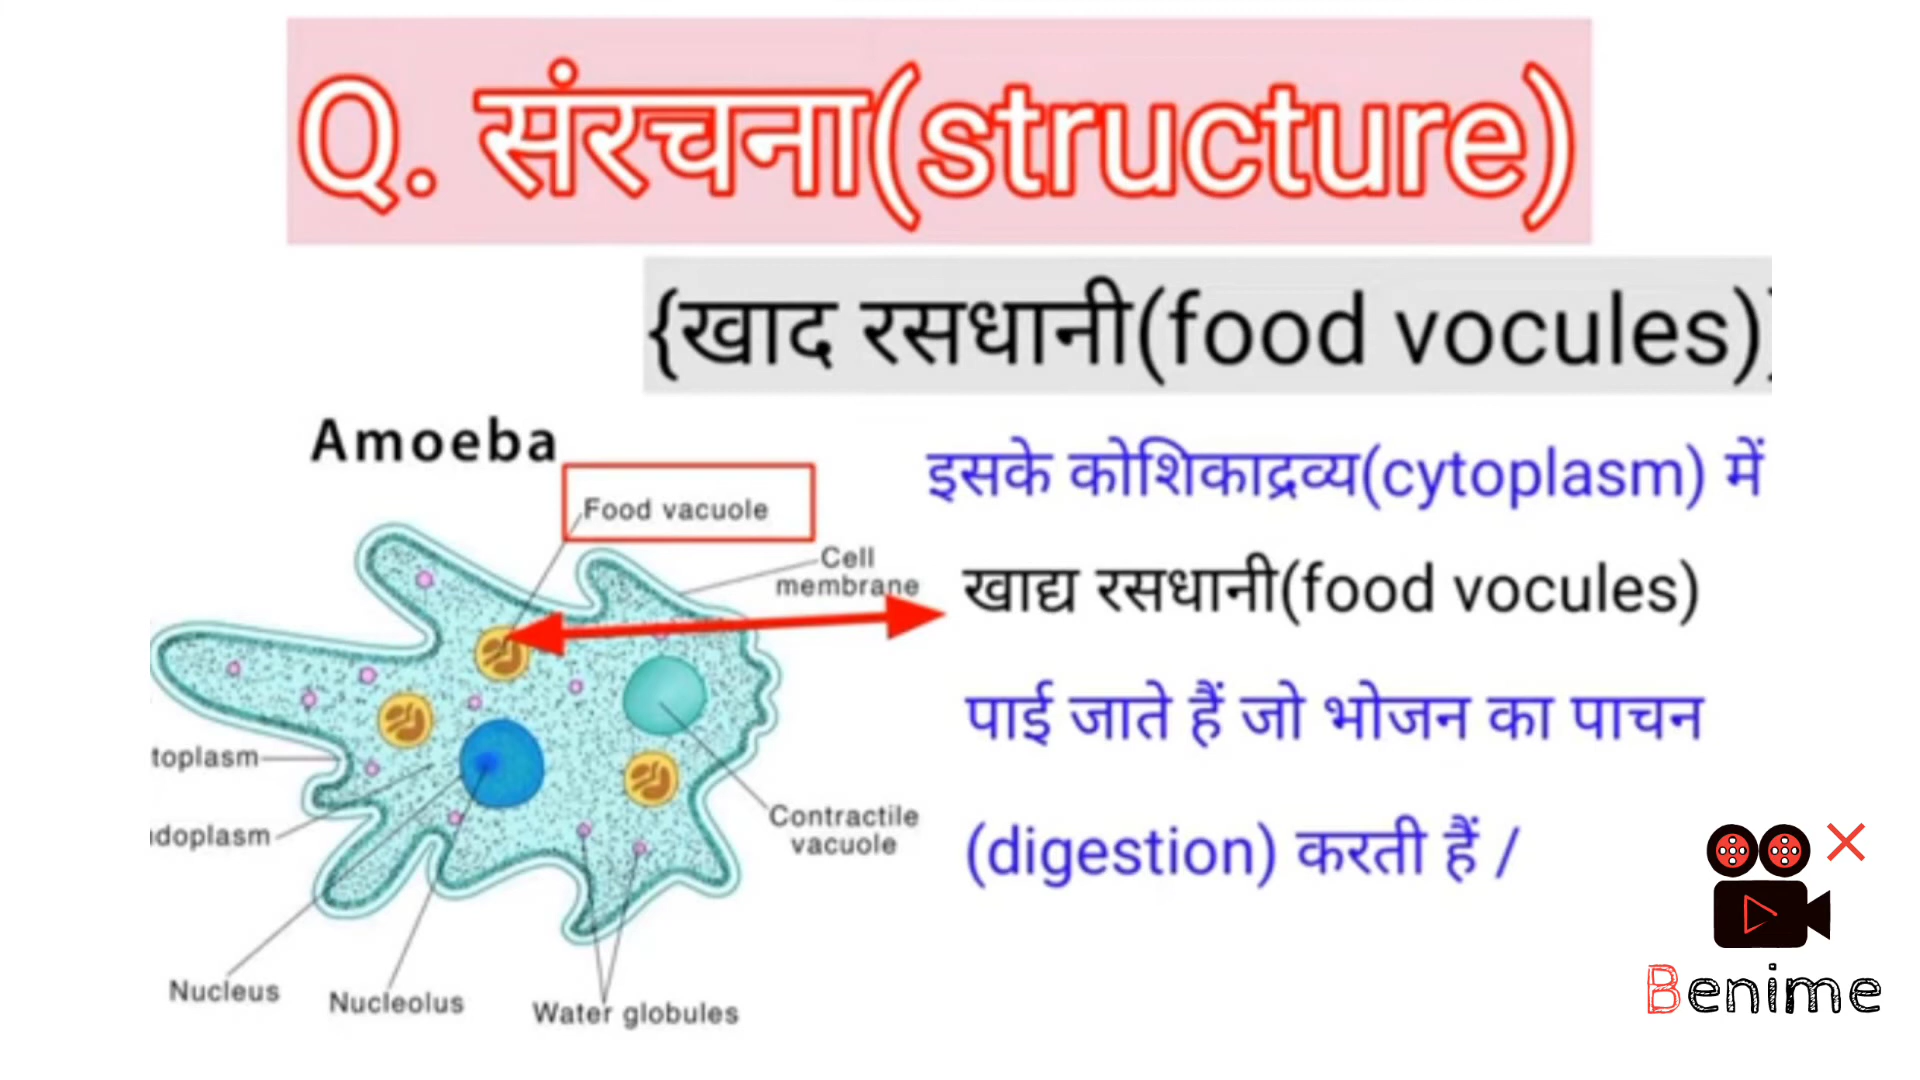 Q. संरचना(structure)
{खाद रसधानी(food vocules)
Amoeba
Food vacuole
Cell
membrane
इसके कोशिकाद्रव्य(cytoplasm) में
खाद्य रसधानी(food vocules)
पाई जाते हैं जो भोजन का पाचन
(digestion) करती हैं /
toplasm
doplasm
Contractile
vacuole
Nucleus
Nucleolus
Water globules
Benime